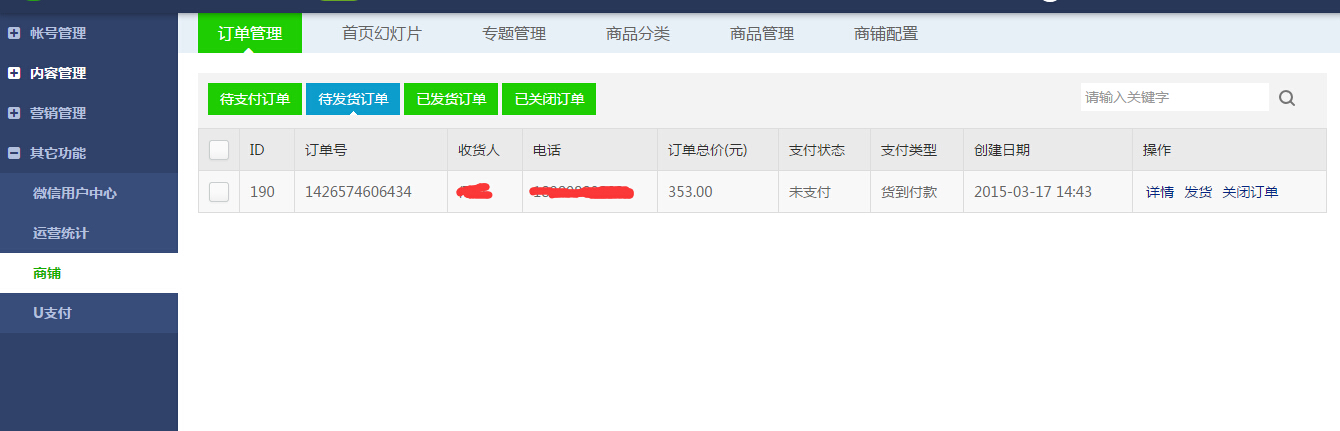 订单管理 首页幻灯片 专题管理 商品分类 商品管理 商铺配置
帐号管理
内容管理
营销管理
其它功能
微信用户中心
运营统计
商铺
U支付
待支付订单 待发货订单 已发货订单 已关闭订单 请输入关键字
ID 订单号 收货人 电话 订单总价(元) 支付状态 支付类型 创建日期 操作
190 1426574606434 353.00 未支付 货到付款 2015-03-17 14:43 详情 发货 关闭订单